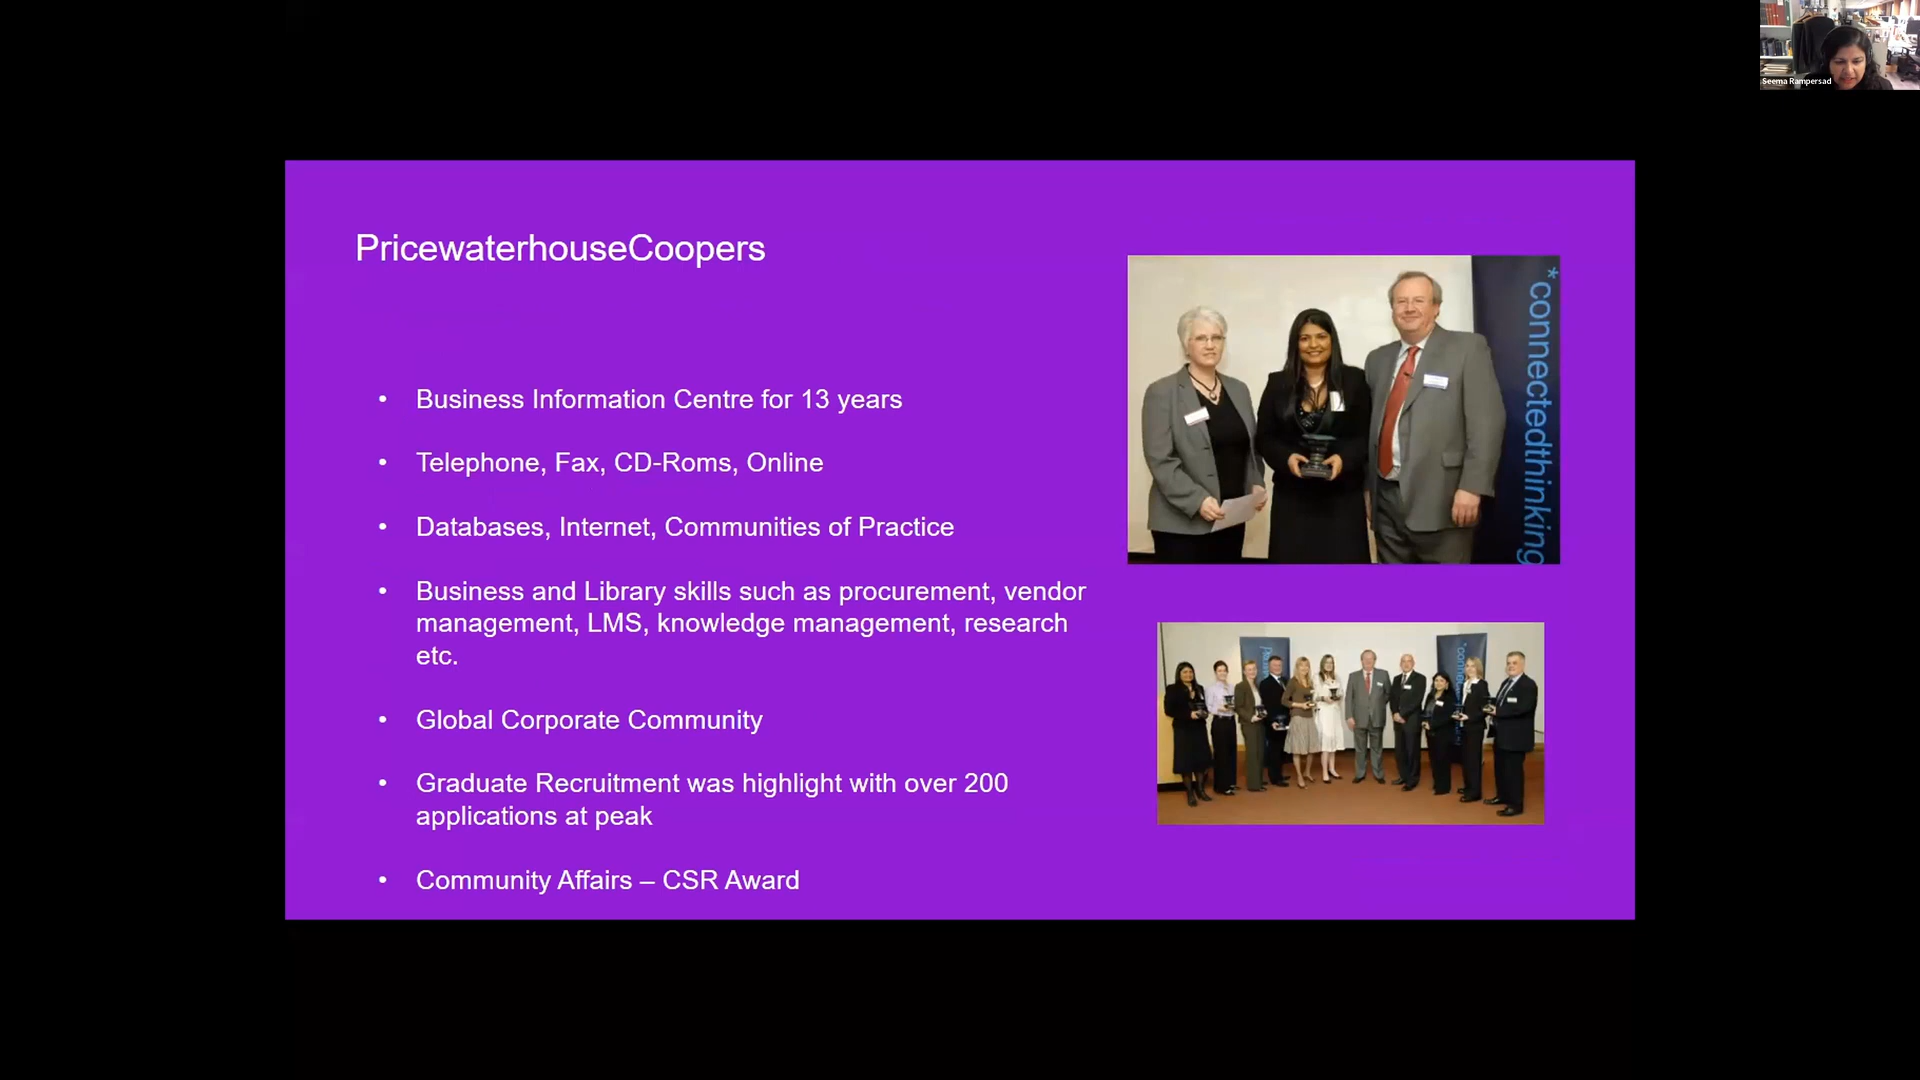 Seema Rampersad
PricewaterhouseCoopers
*connectedthinking
• Business Information Centre for 13 years
• Telephone, Fax, CD-Roms, Online
• Databases, Internet, Communities of Practice
• Business and Library skills such as procurement, vendor
management, LMS, knowledge management, research
etc.
• Global Corporate Community
• Graduate Recruitment was highlight with over 200
applications at peak
• Community Affairs – CSR Award